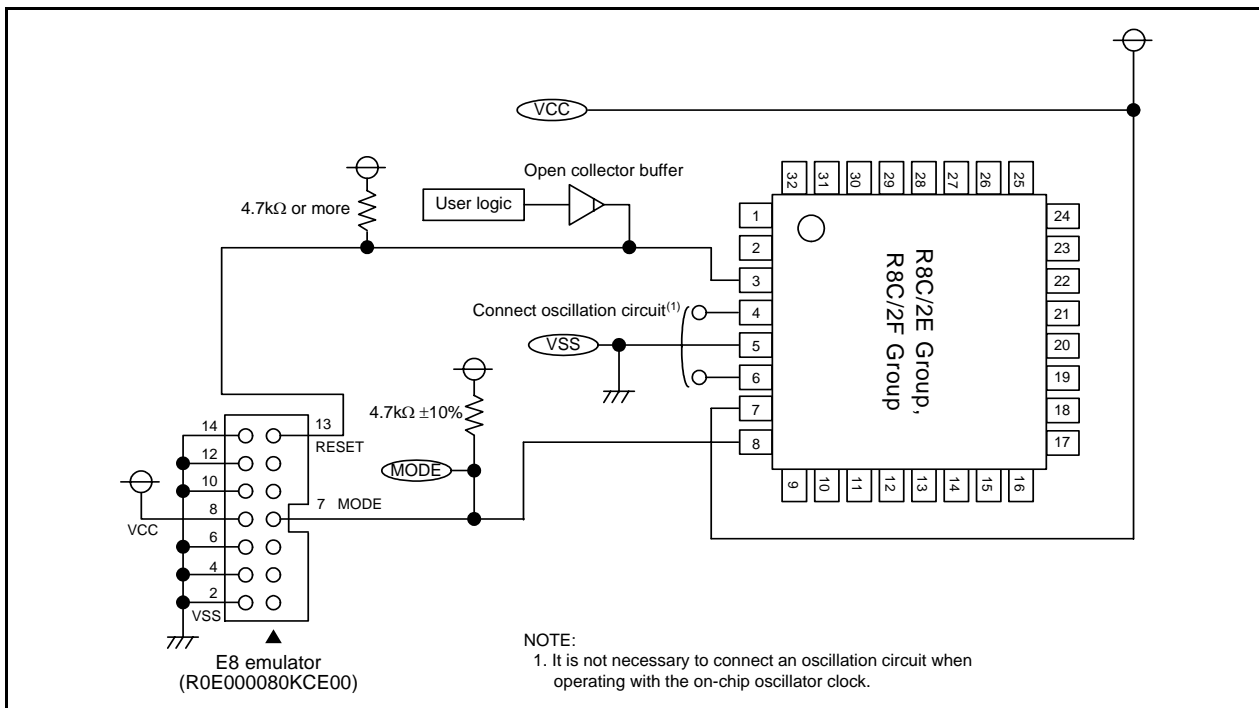 VCC
Open collector buffer
User logic
4.7kΩ or more
32 31 30 29 28 27 26 25
1 2 3 4 5 6 7 8
24 23 22 21 20 19 18 17
9 10 11 12 13 14 15 16
R8C/2E Group,
R8C/2F Group
Connect oscillation circuit(1)
VSS
4.7kΩ ±10%
MODE
14
13
RESET
12
10
8
7 MODE
VCC
6
4
2
VSS
E8 emulator
(R0E000080KCE00)
NOTE:
1. It is not necessary to connect an oscillation circuit when
operating with the on-chip oscillator clock.